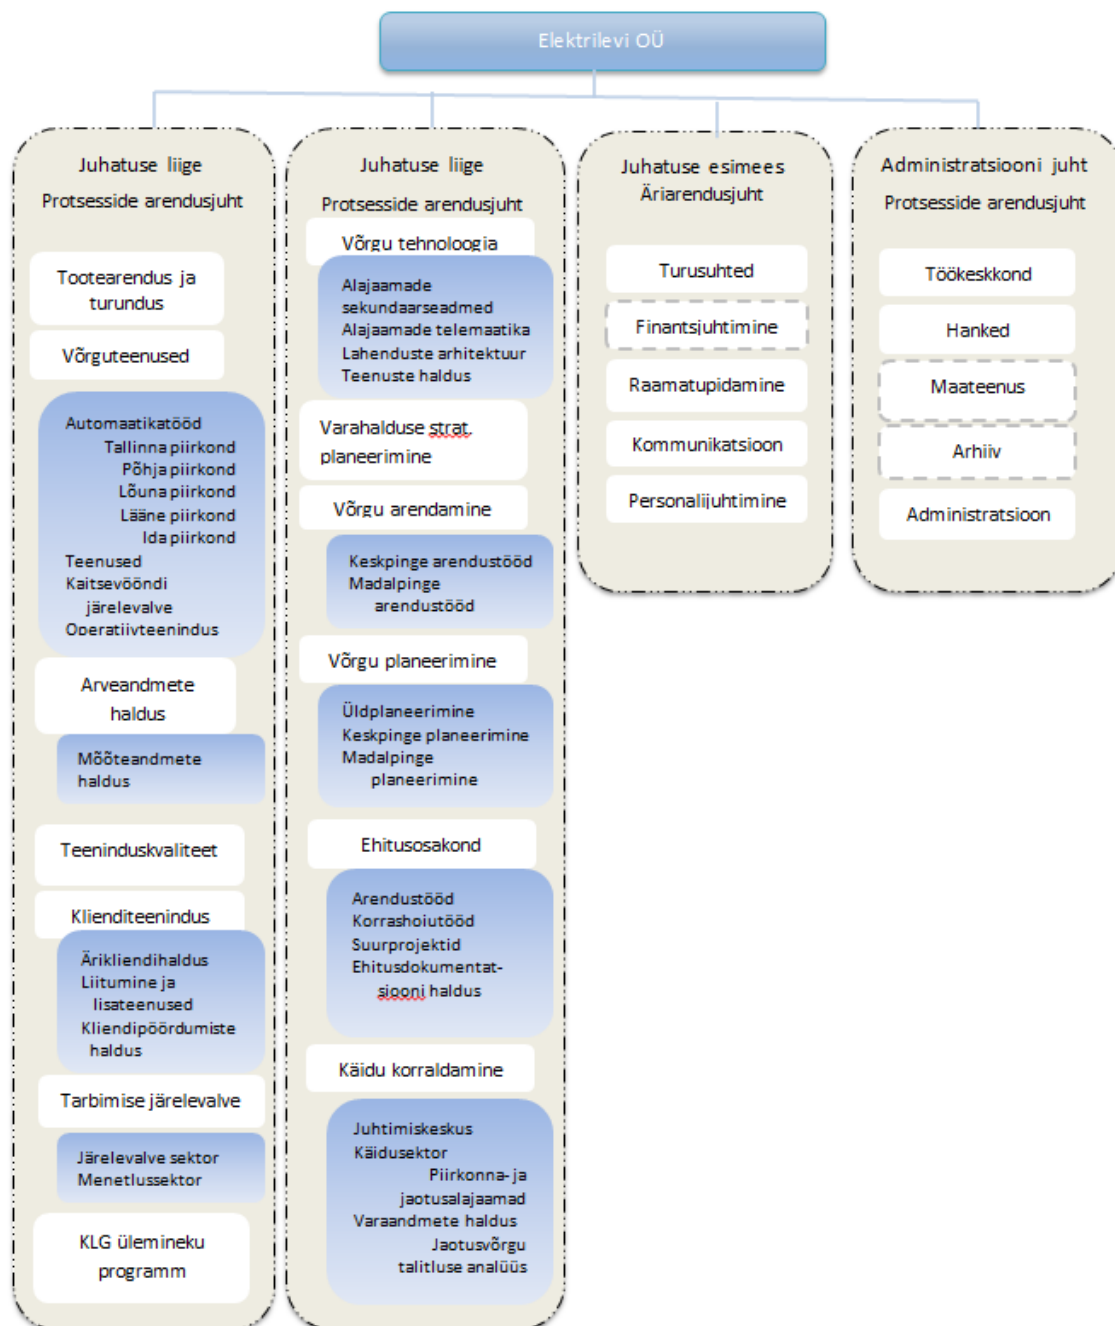 Elektrilevi OÜ
Juhatuse liige
Protsesside arendusjuht
Tootearendus ja
turundus
Võrguteenused
Automaatikatööd
Tallinna piirkond
Põhja piirkond
Lõuna piirkond
Lääne piirkond
Ida piirkond
Teenused
Kaitsevööndi
järelevalve
Operatiivteenindus
Arveandmete
haldus
Mõõteandmete
haldus
Teeninduskvaliteet
Klienditeenindus
Ärikliendihaldus
Liitumine ja
lisateenused
Kliendipöördumiste
haldus
Tarbimise järelevalve
Järelevalve sektor
Menetlussektor
KLG ülemineku
programm
Juhatuse liige
Protsesside arendusjuht
Võrgu tehnoloogia
Alajaamade
sekundaarseadmed
Alajaamade telemaatika
Lahenduste arhitektuur
Teenuste haldus
Varahalduse strat.
planeerimine
Võrgu arendamine
Keskpinge arendustööd
Madalpinge
arendustööd
Võrgu planeerimine
Üldplaneerimine
Keskpinge planeerimine
Madalpinge
planeerimine
Ehitusosakond
Arendustööd
Korrashoiutööd
Suurprojektid
Ehitusdokumentat-
siooni haldus
Käidu korraldamine
Juhtimiskeskus
Käidusektor
Piirkonna- ja
jaotusalajaamad
Varaandmete haldus
Jaotusvõrgu
talitluse analüüs
Juhatuse esimees
Äriarendusjuht
Turusuhted
Finantsjuhtimine
Raamatupidamine
Kommunikatsioon
Personalijuhtimine
Administratsiooni juht
Protsesside arendusjuht
Töökeskkond
Hanked
Maateenus
Arhiiv
Administratsioon